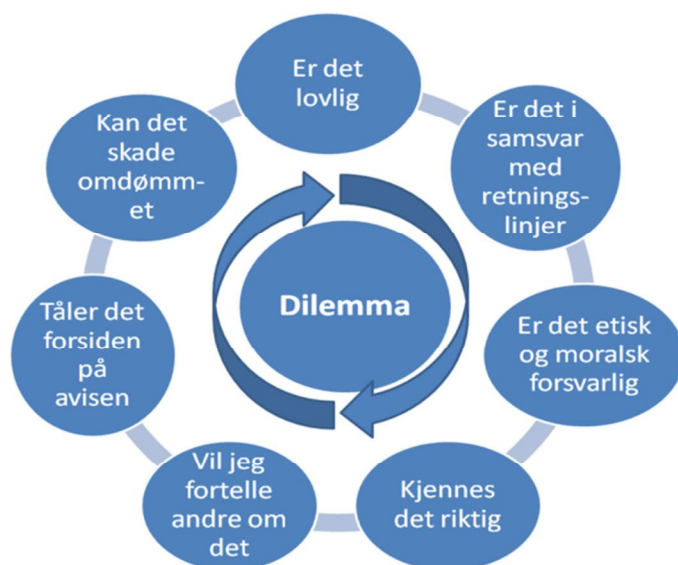 Er det
lovlig
Er det i
samsvar
med
retnings-
linjer
Er det etisk
og moralsk
forsvarlig
Kjennes
det riktig
Vil jeg
fortelle
andre om
det
Tåler det
forsiden
på
avisen
Kan det
skade
omdømm-
et
Dilemma